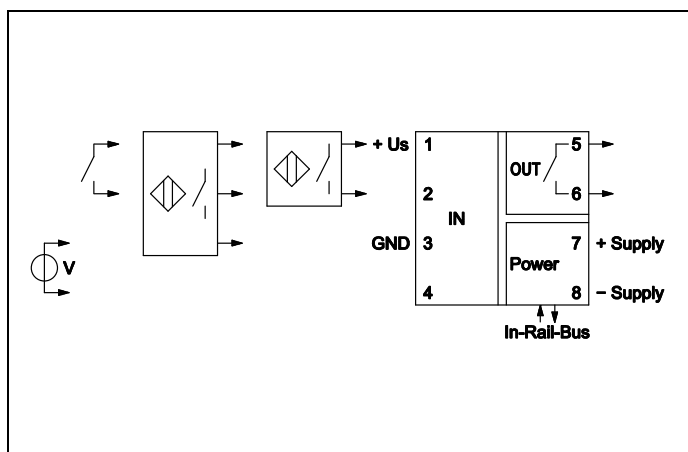 + Us 1 5
OUT
2 6
IN
V
GND 3 7 + Supply
Power
4 8 − Supply
In-Rail-Bus